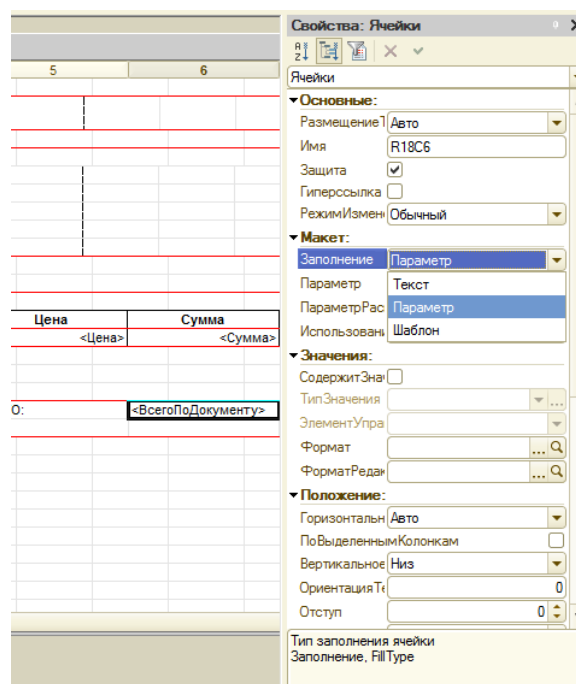 Свойства: Ячейки
Ячейки
5 6
Основные:
РазмещениеТ Авто
Имя R18C6
Защита
Гиперссылка
РежимИзмен Обычный
Макет:
Заполнение Параметр
Параметр Текст
ПараметрРас Параметр
Использовани Шаблон
Цена Сумма
<Цена> <Сумма>
Значения:
СодержитЗнач
ТипЗначения ...
О: <ВсегоПоДокументу>
ЭлементУпра
Формат ...
ФорматРедак ...
Положение:
Горизонтальн Авто
ПоВыделеннымКолонкам
Вертикальное Низ
ОриентацияТе 0
Отступ 0
Тип заполнения ячейки
Заполнение, FillType